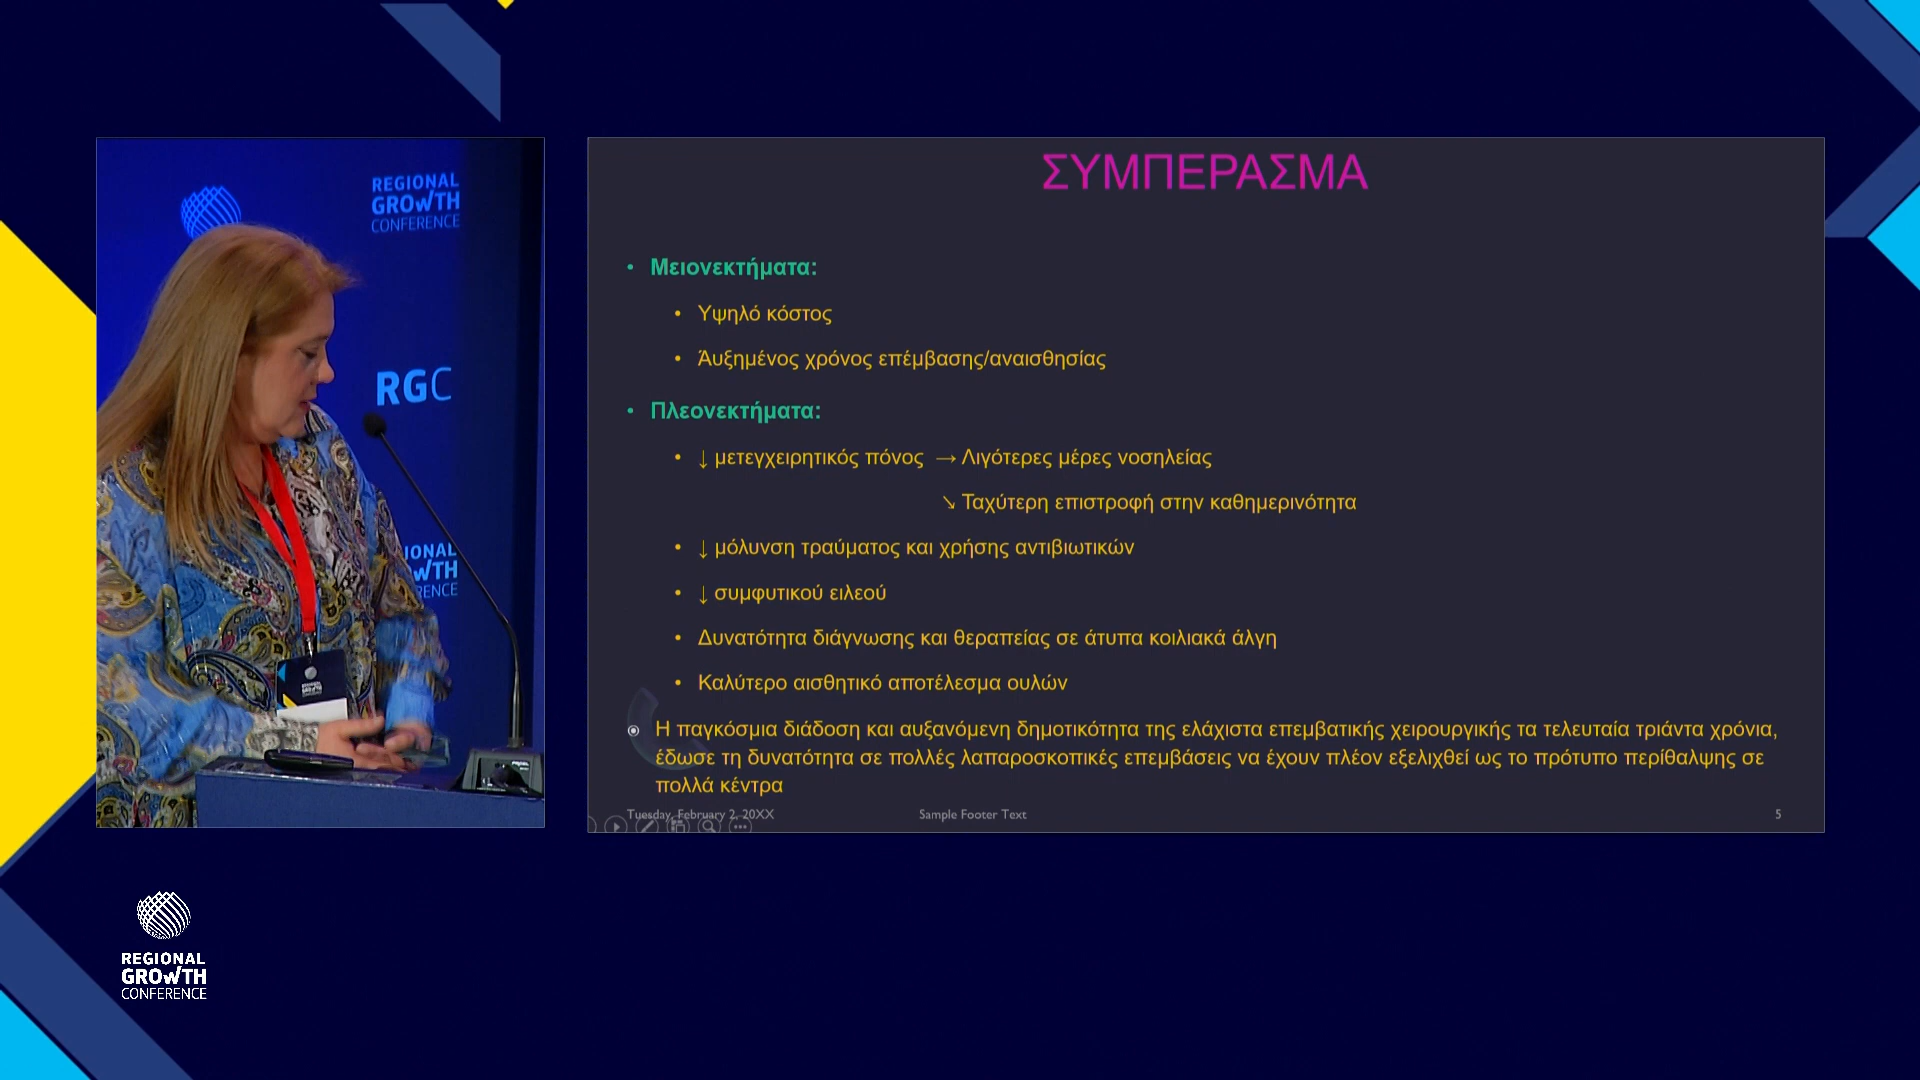 REGIONAL
GROWTH
CONFERENCE
RGC
IONAL
WTH
RENCE
ΣΥΜΠΕΡΑΣΜΑ
• Μειονεκτήματα:
• Υψηλό κόστος
• Άυξημένος χρόνος επέμβασης/αναισθησίας
• Πλεονεκτήματα:
• ↓ μετεγχειρητικός πόνος → Λιγότερες μέρες νοσηλείας
↘ Ταχύτερη επιστροφή στην καθημερινότητα
• ↓ μόλυνση τραύματος και χρήσης αντιβιωτικών
• ↓ συμφυτικού ειλεού
• Δυνατότητα διάγνωσης και θεραπείας σε άτυπα κοιλιακά άλγη
• Καλύτερο αισθητικό αποτέλεσμα ουλών
Η παγκόσμια διάδοση και αυξανόμενη δημοτικότητα της ελάχιστα επεμβατικής χειρουργικής τα τελευταία τριάντα χρόνια,
έδωσε τη δυνατότητα σε πολλές λαπαροσκοπικές επεμβάσεις να έχουν πλέον εξελιχθεί ως το πρότυπο περίθαλψης σε
πολλά κέντρα
Tuesday, February 2, 20XX Sample Footer Text 5
REGIONAL
GROWTH
CONFERENCE